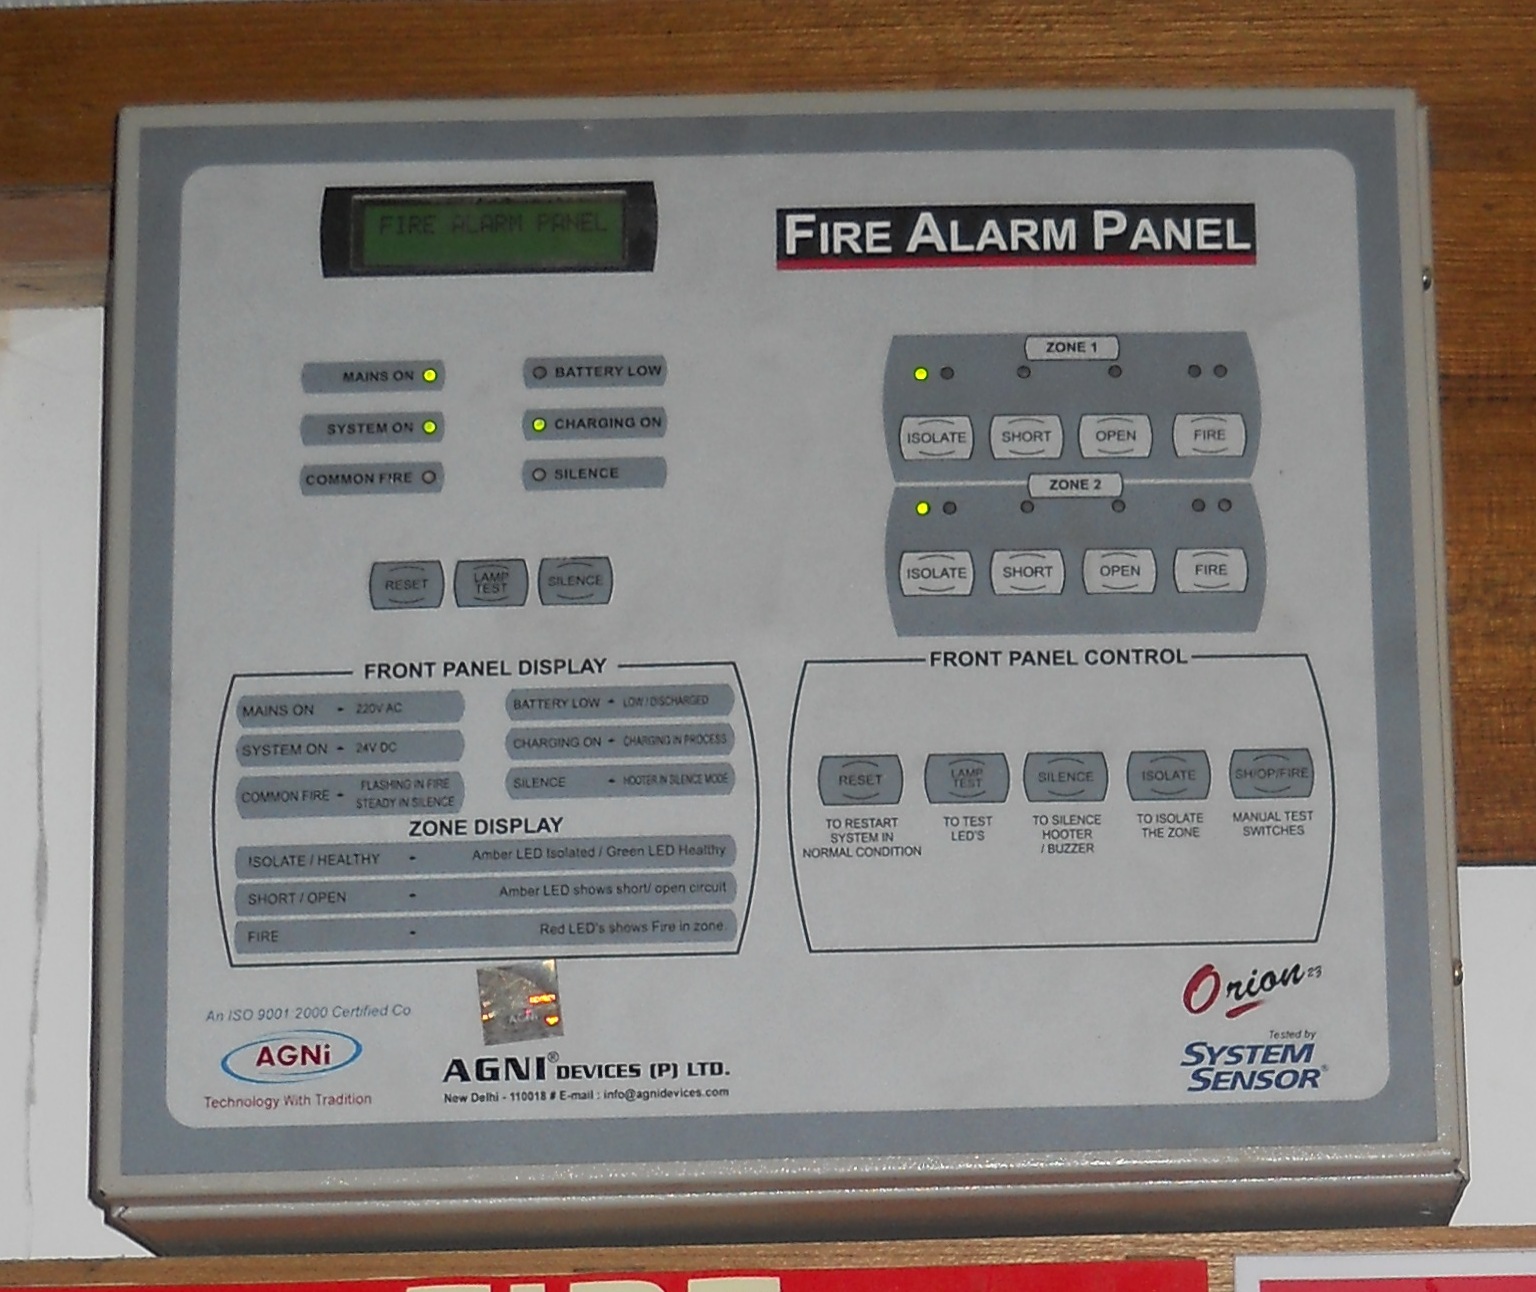 FIRE ALARM PANEL
FIRE ALARM PANEL
MAINS ON
BATTERY LOW
SYSTEM ON
CHARGING ON
COMMON FIRE
SILENCE
RESET
LAMP TEST
SILENCE
ZONE 1
ISOLATE
SHORT
OPEN
FIRE
ZONE 2
ISOLATE
SHORT
OPEN
FIRE
FRONT PANEL DISPLAY
MAINS ON - 220V AC
BATTERY LOW - LOW / DISCHARGED
SYSTEM ON - 24V DC
CHARGING ON - CHARGING IN PROCESS
COMMON FIRE - FLASHING IN FIRE
STEADY IN SILENCE
SILENCE - HOOTER IN SILENCE MODE
ZONE DISPLAY
ISOLATE / HEALTHY - Amber LED Isolated / Green LED Healthy
SHORT / OPEN - Amber LED shows short/ open circuit
FIRE - Red LED's shows Fire in zone.
FRONT PANEL CONTROL
RESET
LAMP TEST
SILENCE
ISOLATE
SH/OP/FIRE
TO RESTART
SYSTEM IN
NORMAL CONDITION
TO TEST
LED'S
TO SILENCE
HOOTER
/ BUZZER
TO ISOLATE
THE ZONE
MANUAL TEST
SWITCHES
An ISO 9001:2000 Certified Co
AGNi
Technology With Tradition
AGNI® DEVICES (P) LTD.
New Delhi - 110018 # E-mail : info@agnidevices.com
Orion 23
Tested by
SYSTEM
SENSOR®
FIRE